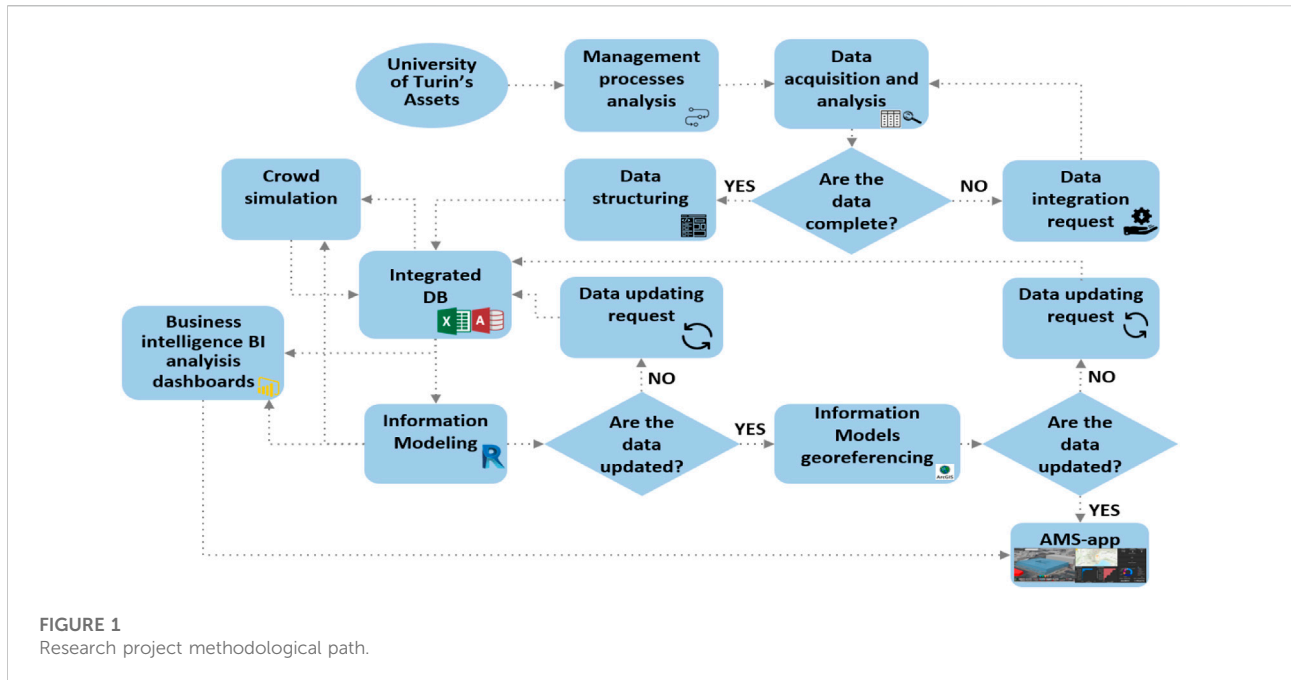 University
of Turin's
Assets
Management
processes
analysis
Data
acquisition and
analysis
Crowd
simulation
Data
structuring
YES
Are the
data
complete?
NO
Data
integration
request
Integrated
DB
X
A
Data updating
request
Data updating
request
Business
intelligence BI
analyisis
dashboards
NO
NO
Information
Modeling
R
Are the
data
updated?
YES
Information
Models
georeferencing
ArcGIS
Are the
data
updated?
YES
AMS-app
FIGURE 1
Research project methodological path.